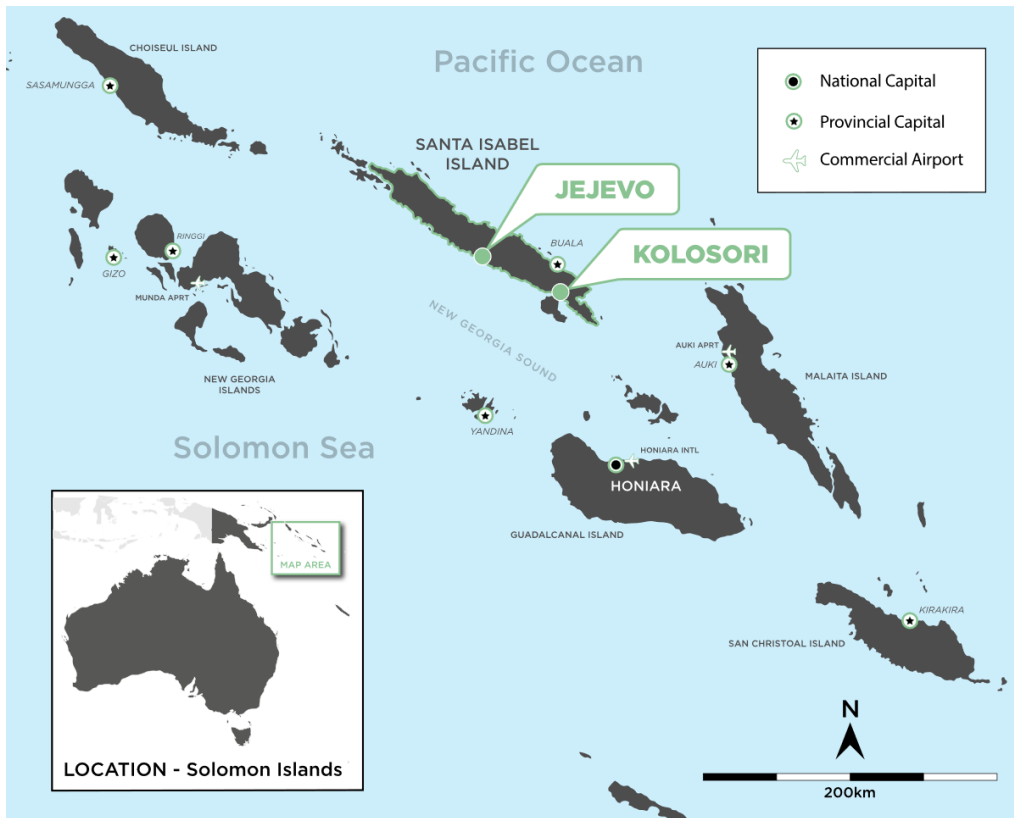 CHOISEUL ISLAND
SASAMUNGGA
Pacific Ocean
National Capital
Provincial Capital
Commercial Airport
SANTA ISABEL
ISLAND
JEJEVO
KOLOSORI
BUALA
RINGGI
GIZO
MUNDA APRT
NEW GEORGIA
ISLANDS
NEW GEORGIA SOUND
AUKI APRT
AUKI
MALAITA ISLAND
YANDINA
Solomon Sea
HONIARA INTL
HONIARA
GUADALCANAL ISLAND
MAP AREA
LOCATION - Solomon Islands
KIRAKIRA
SAN CHRISTOAL ISLAND
N
200km